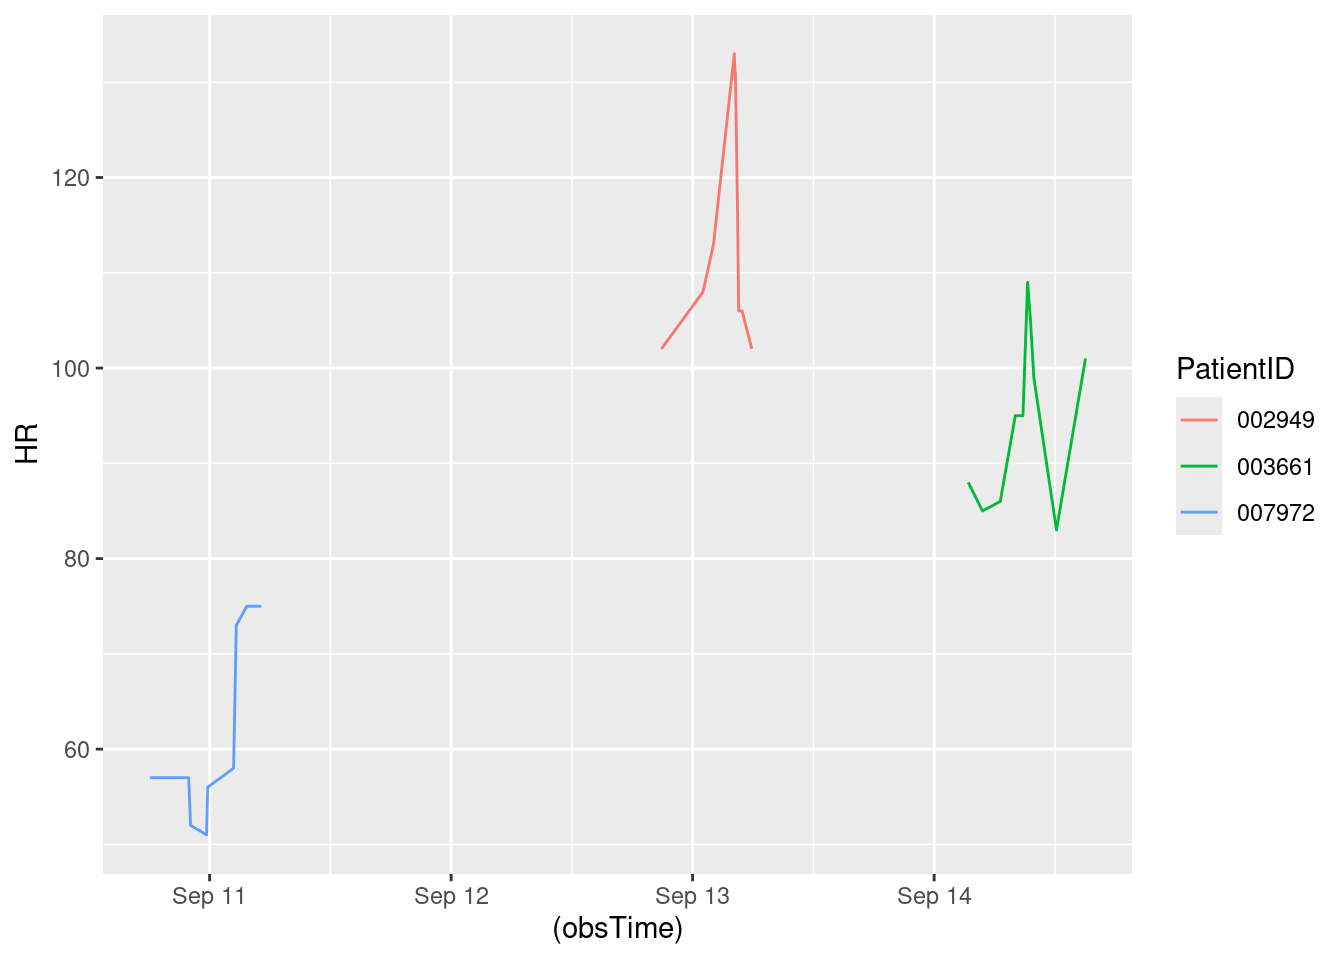 HR
120
100
80
60
Sep 11
Sep 12
Sep 13
Sep 14
(obsTime)
PatientID
002949
003661
007972